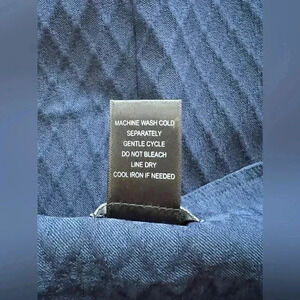 MACHINE WASH COLD
SEPARATELY
GENTLE CYCLE
DO NOT BLEACH
LINE DRY
COOL IRON IF NEEDED